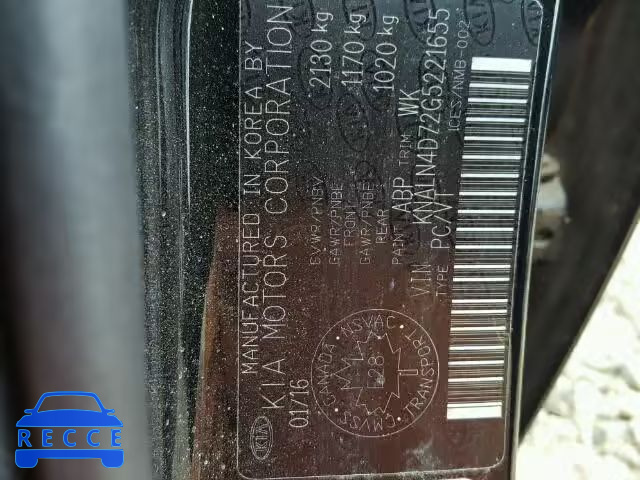 MANUFACTURED IN KOREA BY
KIA MOTORS CORPORATION
01/16
GVWR/PNBV 2130 kg
GAWR/PNBE
FRONT 1170 kg
GAWR/PNBE
REAR 1020 kg
PAINT ABP TRIM WK
VIN KNALN4D72G5221655
TYPE PC/VT ICES/NMB-002
CANADA
NSVAC
CMVSS
TRANSPORT
T
KIA
RECCE